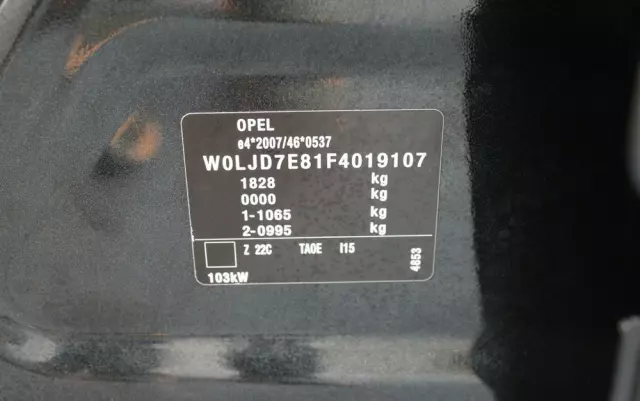 OPEL
e4*2007/46*0537
W0LJD7E81F4019107
1828 kg
0000 kg
1-1065 kg
2-0995 kg
Z 22C TA0E I15
4853
103kW